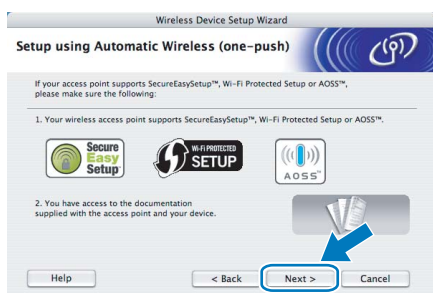 Wireless Device Setup Wizard
Setup using Automatic Wireless (one-push)
If your access point supports SecureEasySetup™, Wi-Fi Protected Setup or AOSS™,
please make sure the following:
1. Your wireless access point supports SecureEasySetup™, Wi-Fi Protected Setup or AOSS™.
Secure
Easy
Setup™
Wi-Fi PROTECTED
SETUP
AOSS™
2. You have access to the documentation
supplied with the access point and your device.
Help
< Back
Next >
Cancel